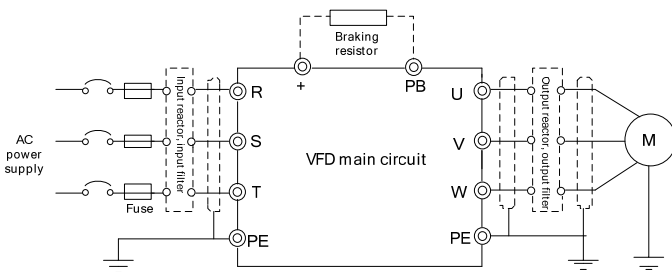 Braking
resistor
+
PB
Input reactor, input filter
R
S
T
PE
AC
power
supply
Fuse
VFD main circuit
U
V
W
PE
Output reactor, output filter
M